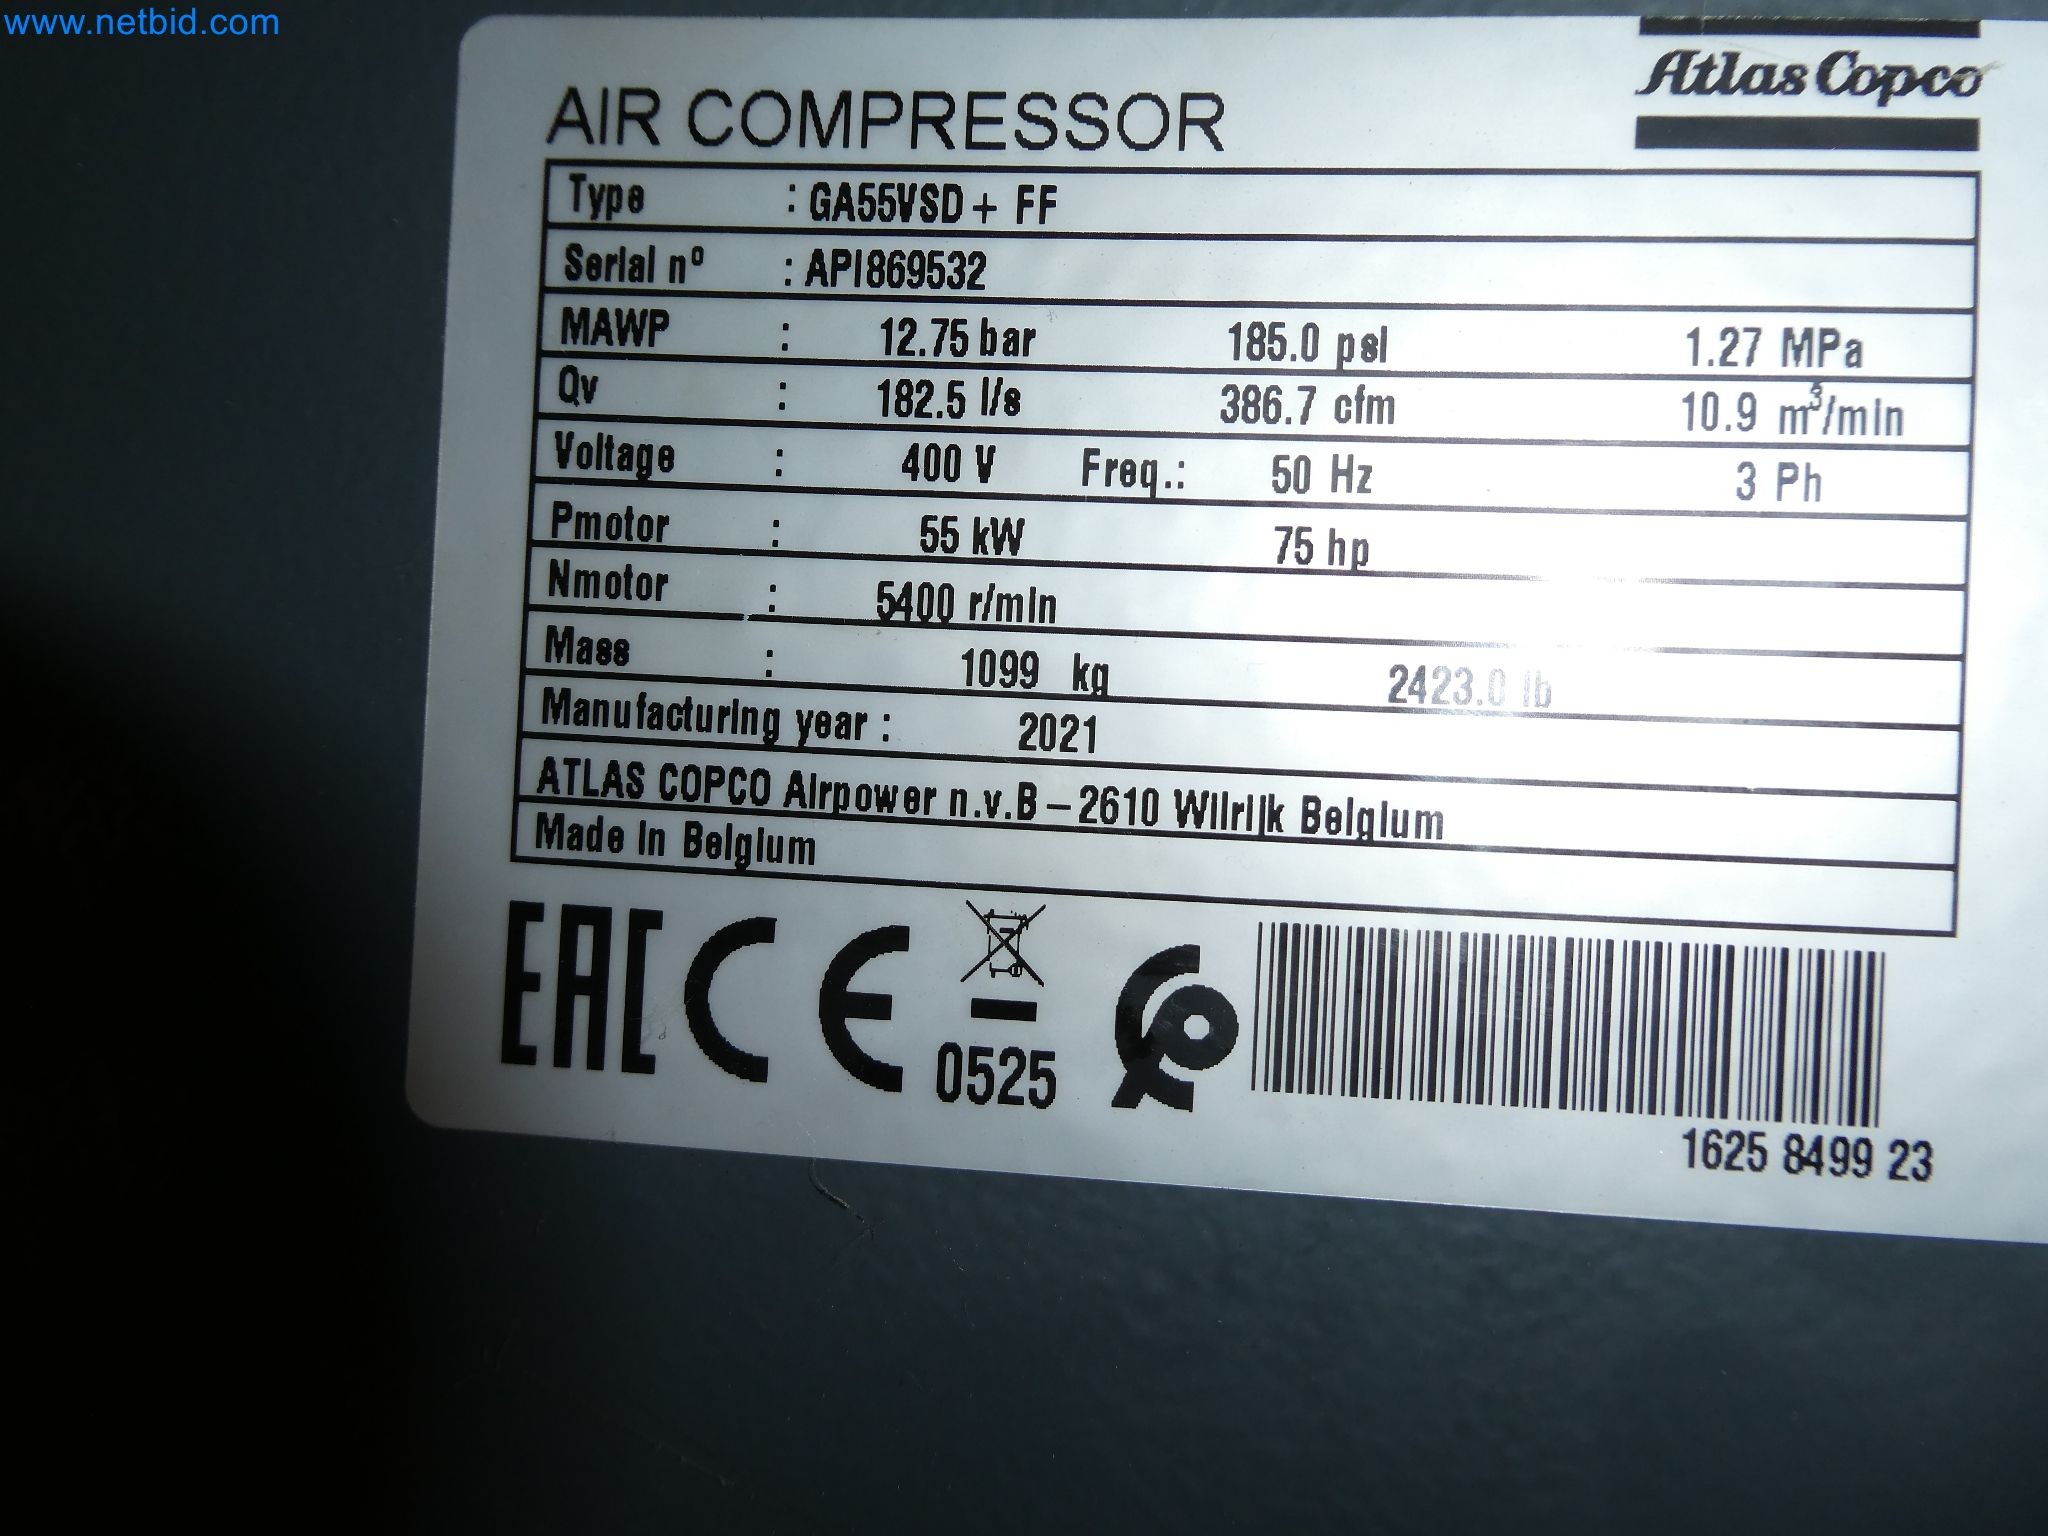 www.netbid.com
Atlas Copco
AIR COMPRESSOR
Type : GA55VSD+ FF
Serial nº : API869532
MAWP : 12.75 bar 185.0 psi 1.27 MPa
Qv : 182.5 l/s 386.7 cfm 10.9 m³/min
Voltage : 400 V Freq.: 50 Hz 3 Ph
Pmotor : 55 kW 75 hp
Nmotor : 5400 r/min
Mass : 1099 kg 2423.0 lb
Manufacturing year : 2021
ATLAS COPCO Airpower n.v.B – 2610 Wilrijk Belgium
Made in Belgium
EAC CE
0525
1625 8499 23